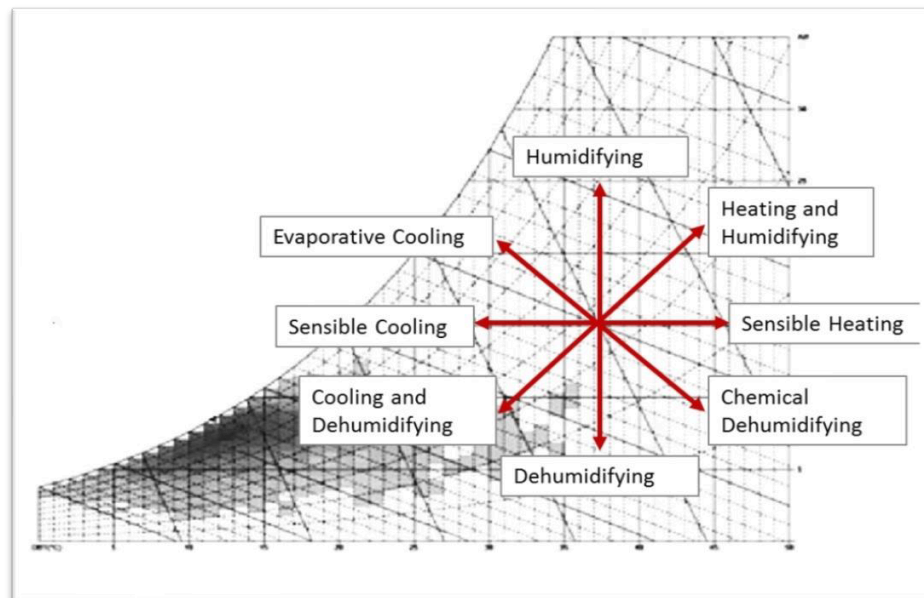 Humidifying
Heating and
Humidifying
Evaporative Cooling
Sensible Cooling
Sensible Heating
Cooling and
Dehumidifying
Chemical
Dehumidifying
Dehumidifying